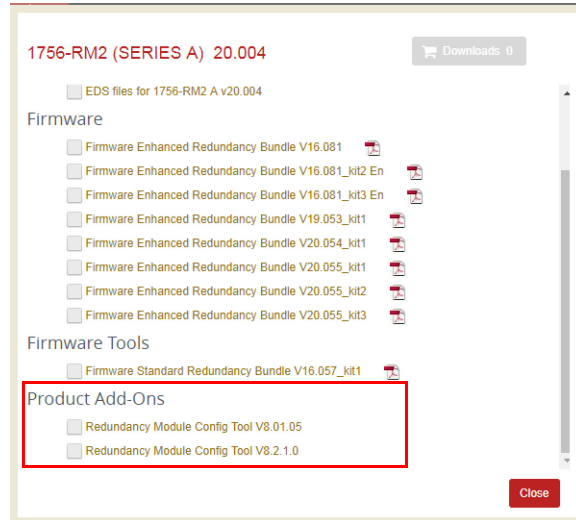 1756-RM2 (SERIES A) 20.004
Downloads 0
EDS files for 1756-RM2 A v20.004
Firmware
Firmware Enhanced Redundancy Bundle V16.081
Firmware Enhanced Redundancy Bundle V16.081_kit2 En
Firmware Enhanced Redundancy Bundle V16.081_kit3 En
Firmware Enhanced Redundancy Bundle V19.053_kit1
Firmware Enhanced Redundancy Bundle V20.054_kit1
Firmware Enhanced Redundancy Bundle V20.055_kit1
Firmware Enhanced Redundancy Bundle V20.055_kit2
Firmware Enhanced Redundancy Bundle V20.055_kit3
Firmware Tools
Firmware Standard Redundancy Bundle V16.057_kit1
Product Add-Ons
Redundancy Module Config Tool V8.01.05
Redundancy Module Config Tool V8.2.1.0
Close